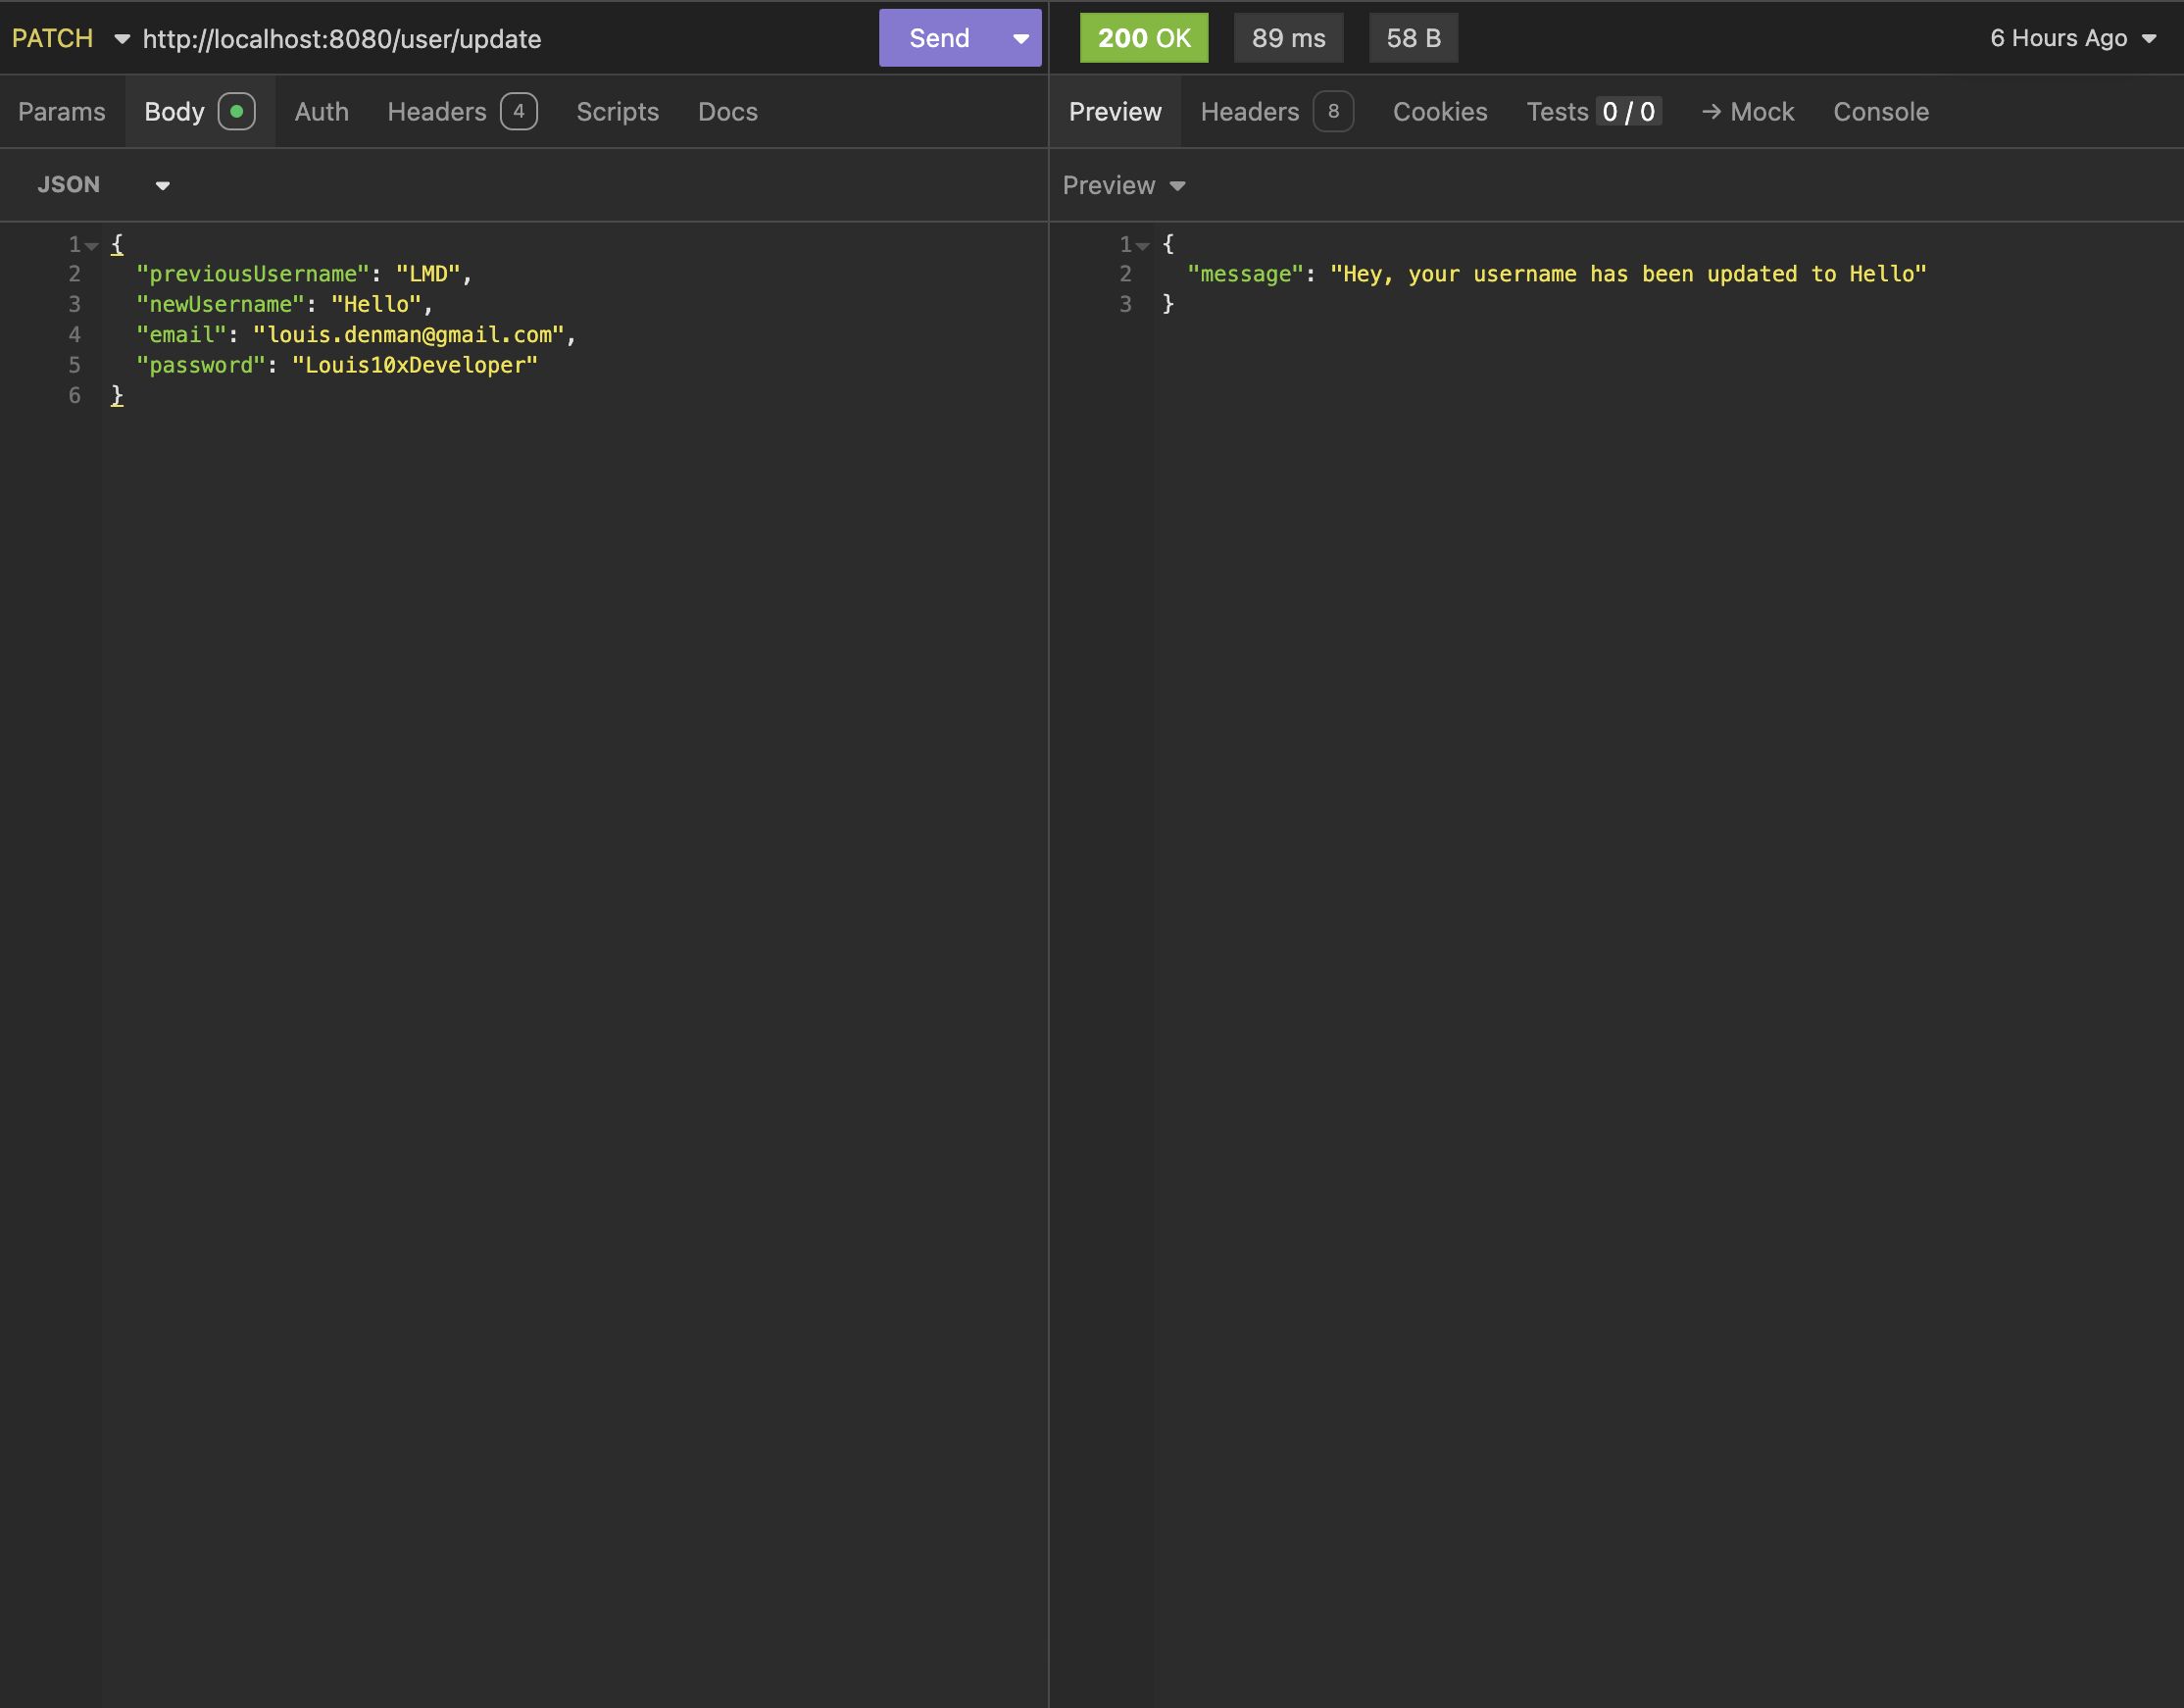 PATCH http://localhost:8080/user/update Send
Params Body Auth Headers 4 Scripts Docs
JSON
1 {
2 "previousUsername": "LMD",
3 "newUsername": "Hello",
4 "email": "louis.denman@gmail.com",
5 "password": "Louis10xDeveloper"
6 }
200 OK 89 ms 58 B 6 Hours Ago
Preview Headers 8 Cookies Tests 0 / 0 → Mock Console
Preview
1 {
2 "message": "Hey, your username has been updated to Hello"
3 }